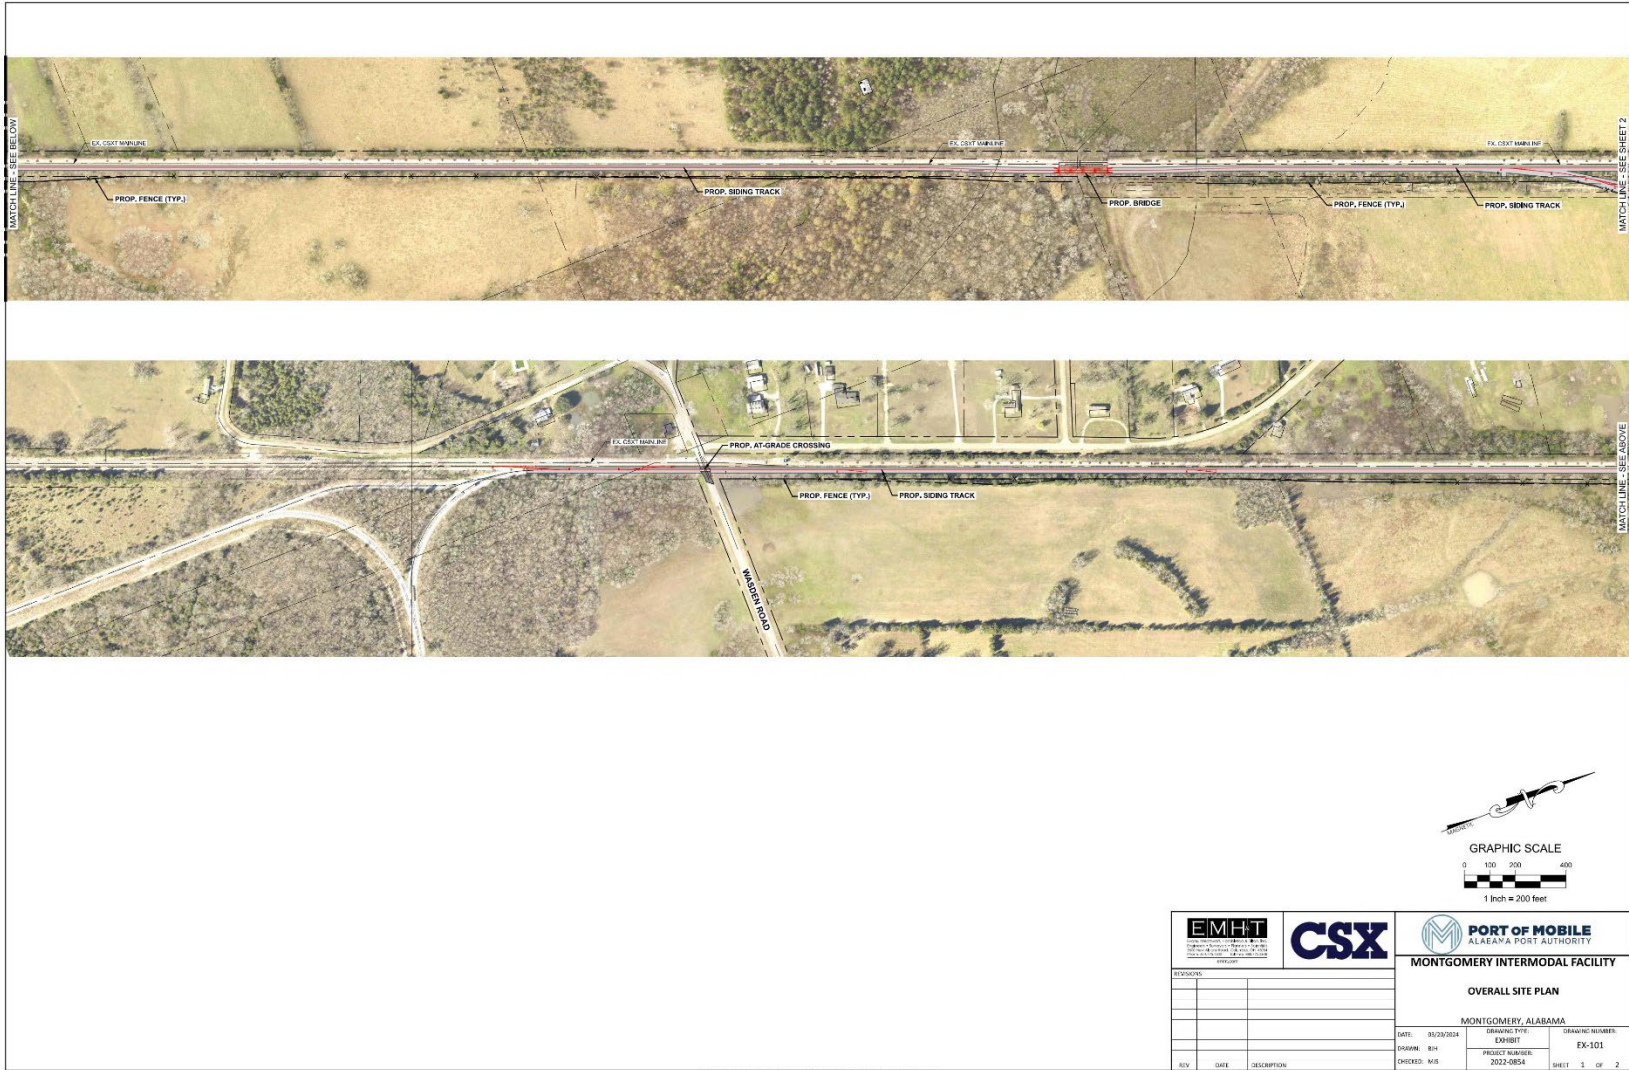 MATCH LINE - SEE BELOW
EX. CSXT MAINLINE
EX. CSXT MAINLINE
EX. CSXT MAINLINE
MATCH LINE - SEE SHEET 2
PROP. FENCE (TYP.)
PROP. SIDING TRACK
PROP. BRIDGE
PROP. FENCE (TYP.)
PROP. SIDING TRACK
EX. CSXT MAINLINE
PROP. AT-GRADE CROSSING
PROP. FENCE (TYP.)
PROP. SIDING TRACK
MATCH LINE - SEE ABOVE
WASDEN ROAD
MAGNETIC
GRAPHIC SCALE
0 100 200 400
1 inch = 200 feet
EMHT
CSX
PORT OF MOBILE
ALABAMA PORT AUTHORITY
MONTGOMERY INTERMODAL FACILITY
OVERALL SITE PLAN
MONTGOMERY, ALABAMA
REVISIONS
REV DATE DESCRIPTION
DATE: 03/20/2024
DRAWN: BJH
CHECKED: MJS
DRAWING TYPE:
EXHIBIT
PROJECT NUMBER:
2022-0854
DRAWING NUMBER:
EX-101
SHEET 1 OF 2